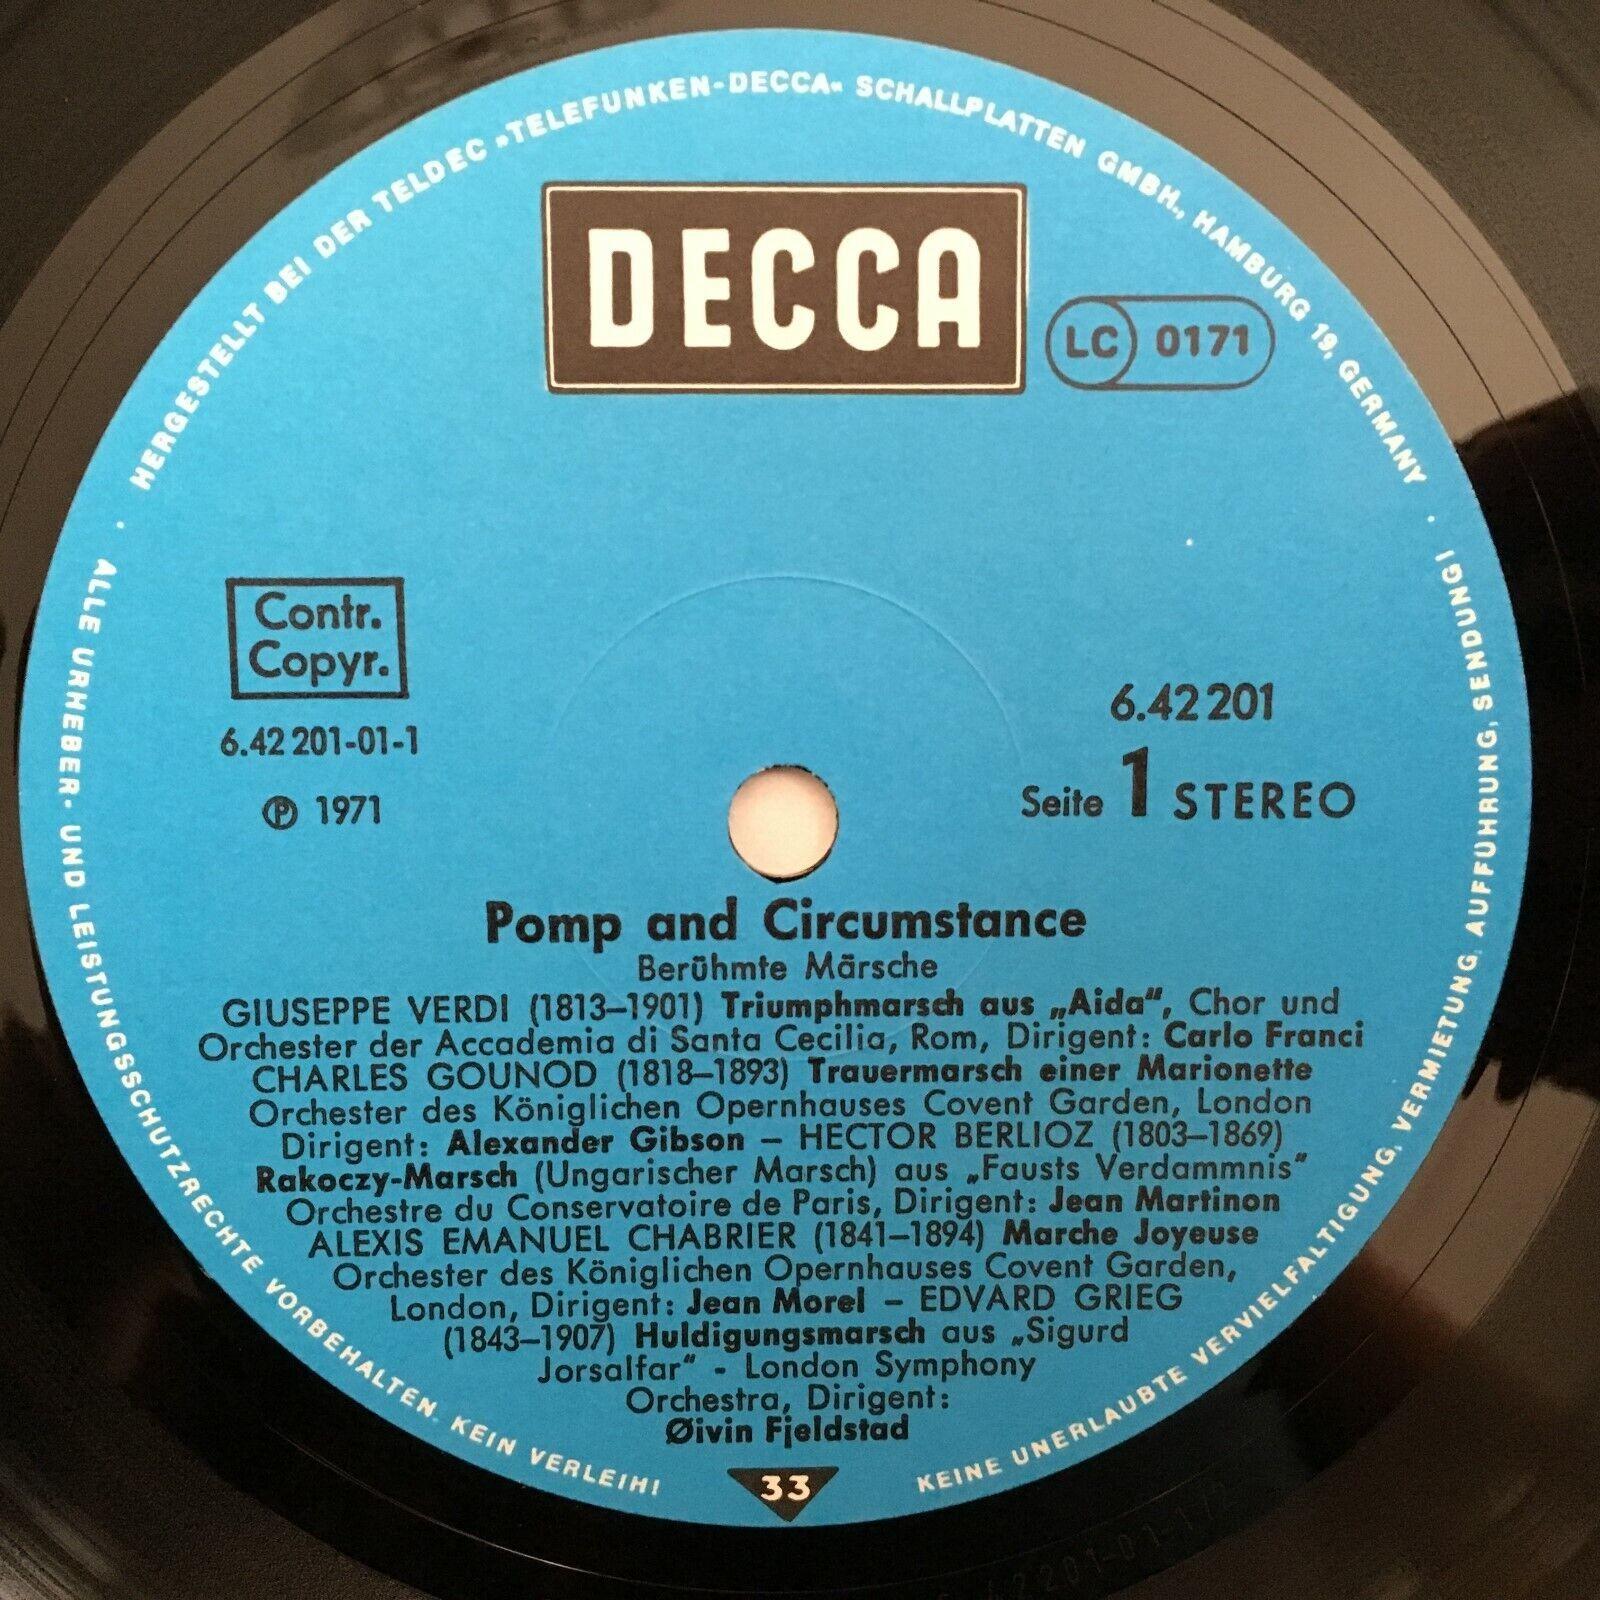 HERGESTELLT BEI DER TELDEC »TELEFUNKEN-DECCA« SCHALLPLATTEN GMBH., HAMBURG 19, GERMANY
DECCA
LC 0171
Contr.
Copyr.
6.42 201-01-1
℗ 1971
6.42 201
Seite 1 STEREO
Pomp and Circumstance
Berühmte Märsche
GIUSEPPE VERDI (1813–1901) Triumphmarsch aus „Aida“, Chor und
Orchester der Accademia di Santa Cecilia, Rom, Dirigent: Carlo Franci
CHARLES GOUNOD (1818–1893) Trauermarsch einer Marionette
Orchester des Königlichen Opernhauses Covent Garden, London
Dirigent: Alexander Gibson – HECTOR BERLIOZ (1803–1869)
Rakoczy-Marsch (Ungarischer Marsch) aus „Fausts Verdammnis“
Orchestre du Conservatoire de Paris, Dirigent: Jean Martinon
ALEXIS EMANUEL CHABRIER (1841–1894) Marche Joyeuse
Orchester des Königlichen Opernhauses Covent Garden,
London, Dirigent: Jean Morel – EDVARD GRIEG
(1843–1907) Huldigungsmarsch aus „Sigurd
Jorsalfar“ - London Symphony
Orchestra, Dirigent:
Øivin Fjeldstad
33
· ALLE URHEBER- UND LEISTUNGSSCHUTZRECHTE VORBEHALTEN. KEIN VERLEIH!
KEINE UNERLAUBTE VERVIELFALTIGUNG, VERMIETUNG, AUFFÜHRUNG, SENDUNG! ·